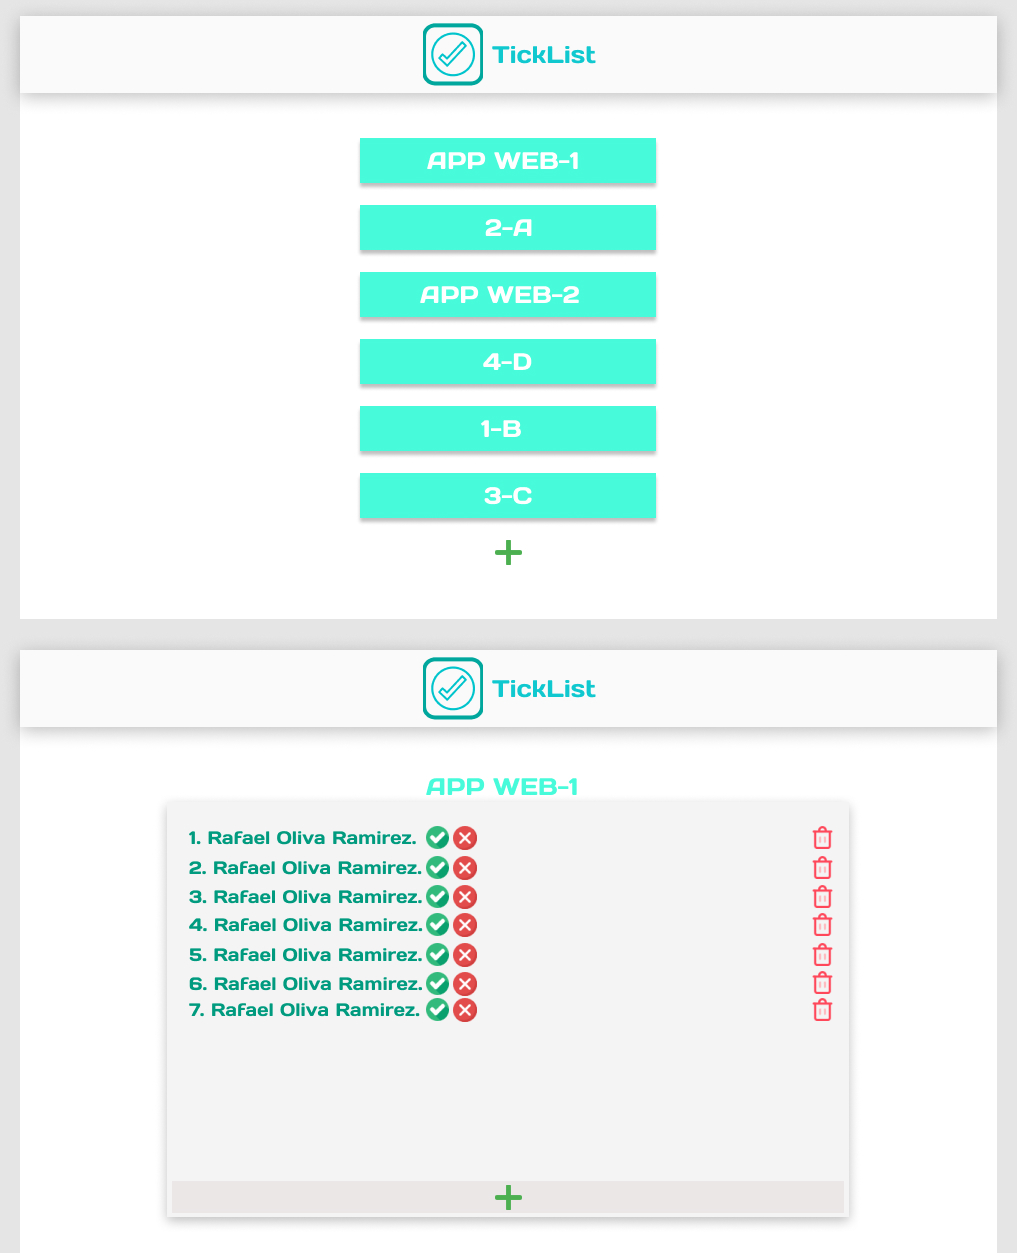 TickList
APP WEB-1
2-A
APP WEB-2
4-D
1-B
3-C
TickList
APP WEB-1
1. Rafael Oliva Ramirez.
2. Rafael Oliva Ramirez.
3. Rafael Oliva Ramirez.
4. Rafael Oliva Ramirez.
5. Rafael Oliva Ramirez.
6. Rafael Oliva Ramirez.
7. Rafael Oliva Ramirez.